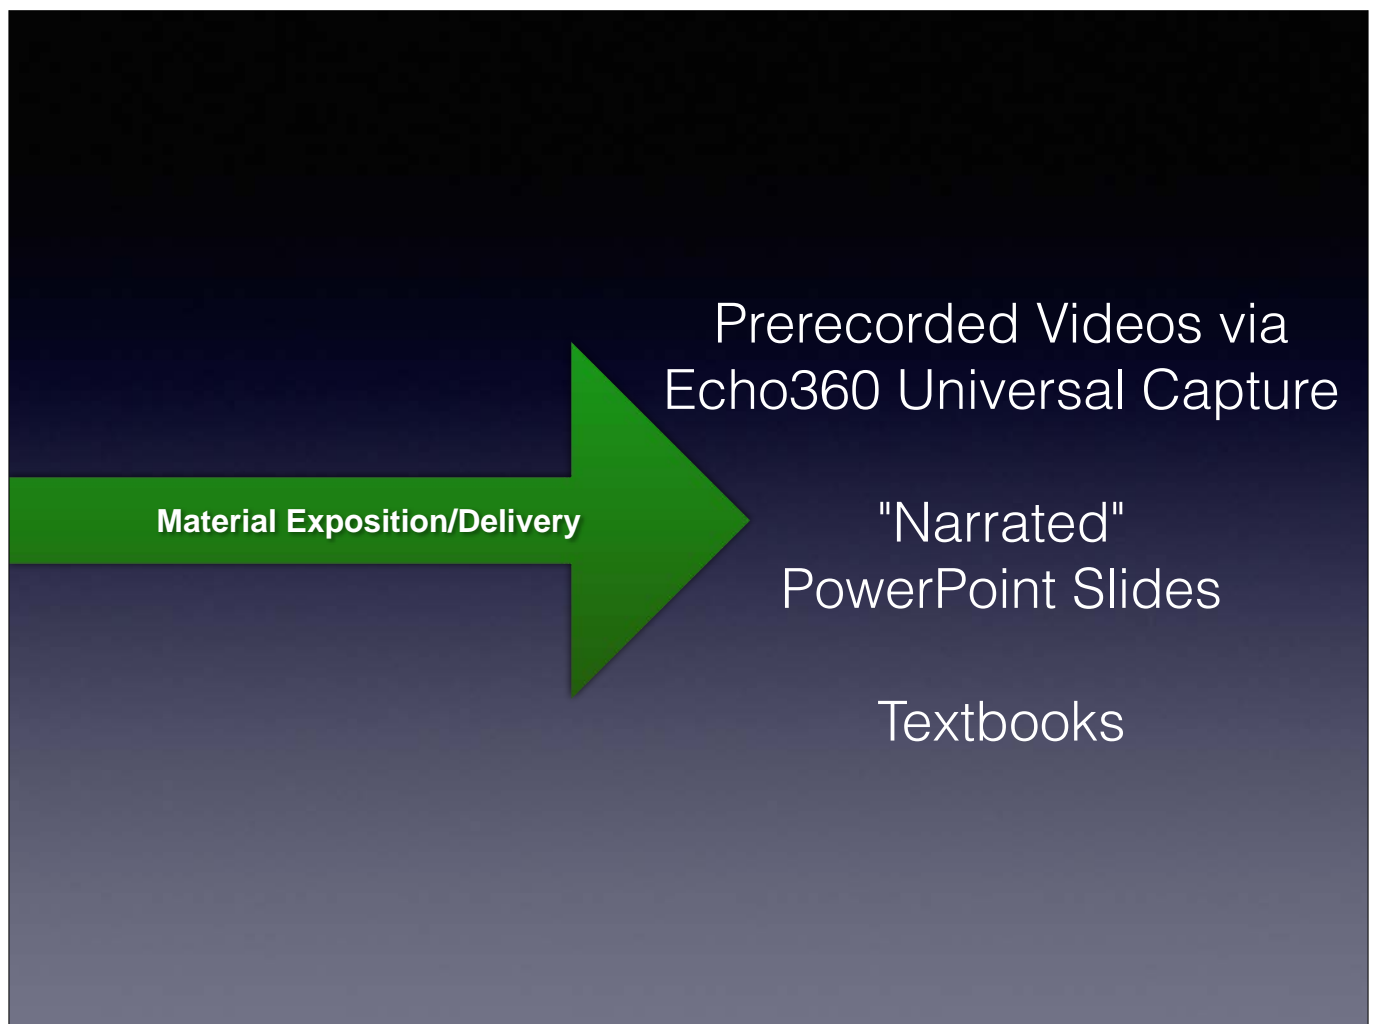 Material Exposition/Delivery
Prerecorded Videos via
Echo360 Universal Capture
"Narrated"
PowerPoint Slides
Textbooks